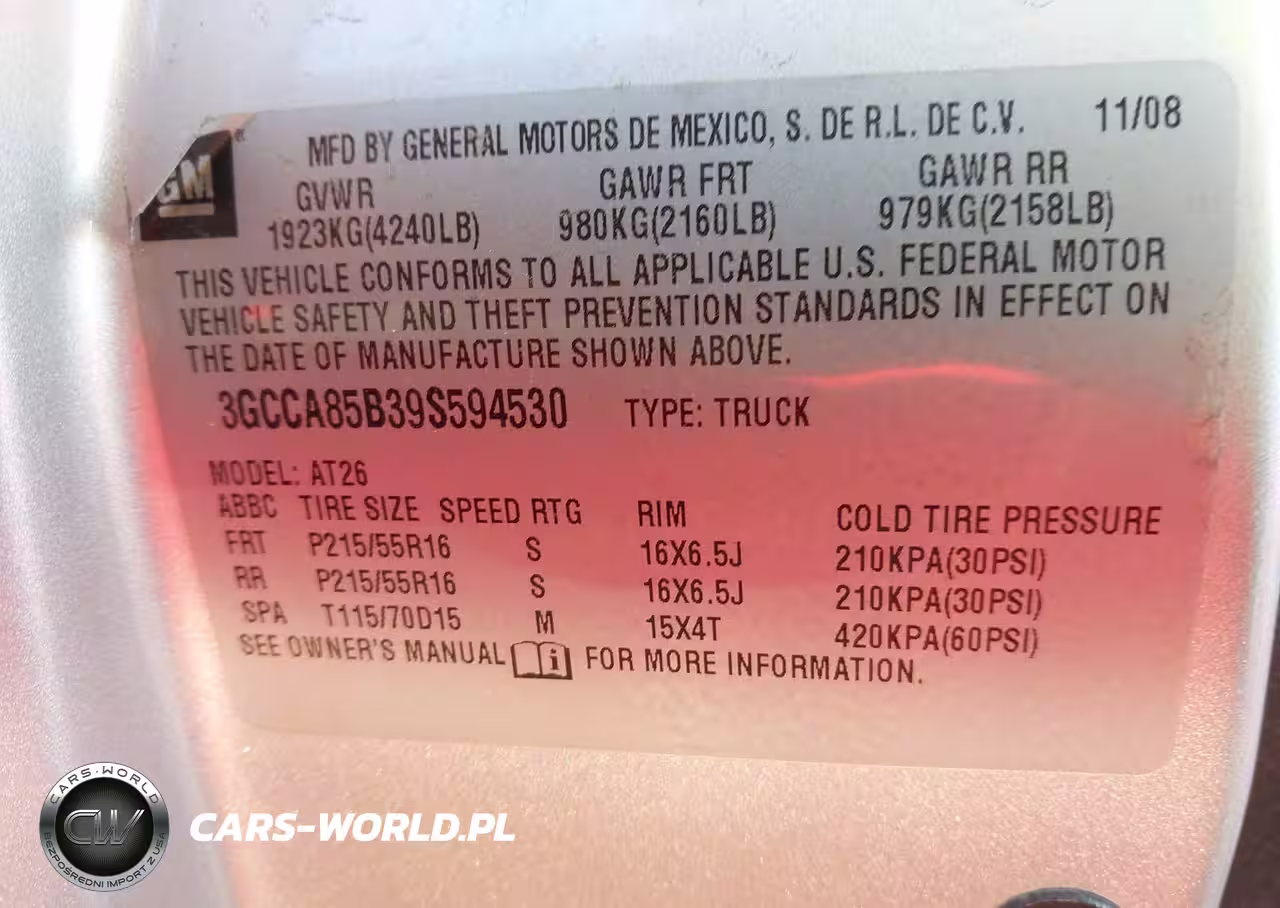 GM
MFD BY GENERAL MOTORS DE MEXICO, S. DE R.L. DE C.V. 11/08
GVWR GAWR FRT GAWR RR
1923KG(4240LB) 980KG(2160LB) 979KG(2158LB)
THIS VEHICLE CONFORMS TO ALL APPLICABLE U.S. FEDERAL MOTOR
VEHICLE SAFETY AND THEFT PREVENTION STANDARDS IN EFFECT ON
THE DATE OF MANUFACTURE SHOWN ABOVE.
3GCCA85B39S594530 TYPE: TRUCK
MODEL: AT26
ABBC TIRE SIZE SPEED RTG RIM COLD TIRE PRESSURE
FRT P215/55R16 S 16X6.5J 210KPA(30PSI)
RR P215/55R16 S 16X6.5J 210KPA(30PSI)
SPA T115/70D15 M 15X4T 420KPA(60PSI)
SEE OWNER'S MANUAL i FOR MORE INFORMATION.
CARS-WORLD
CW
BEZPOŚREDNI IMPORT Z USA
CARS-WORLD.PL